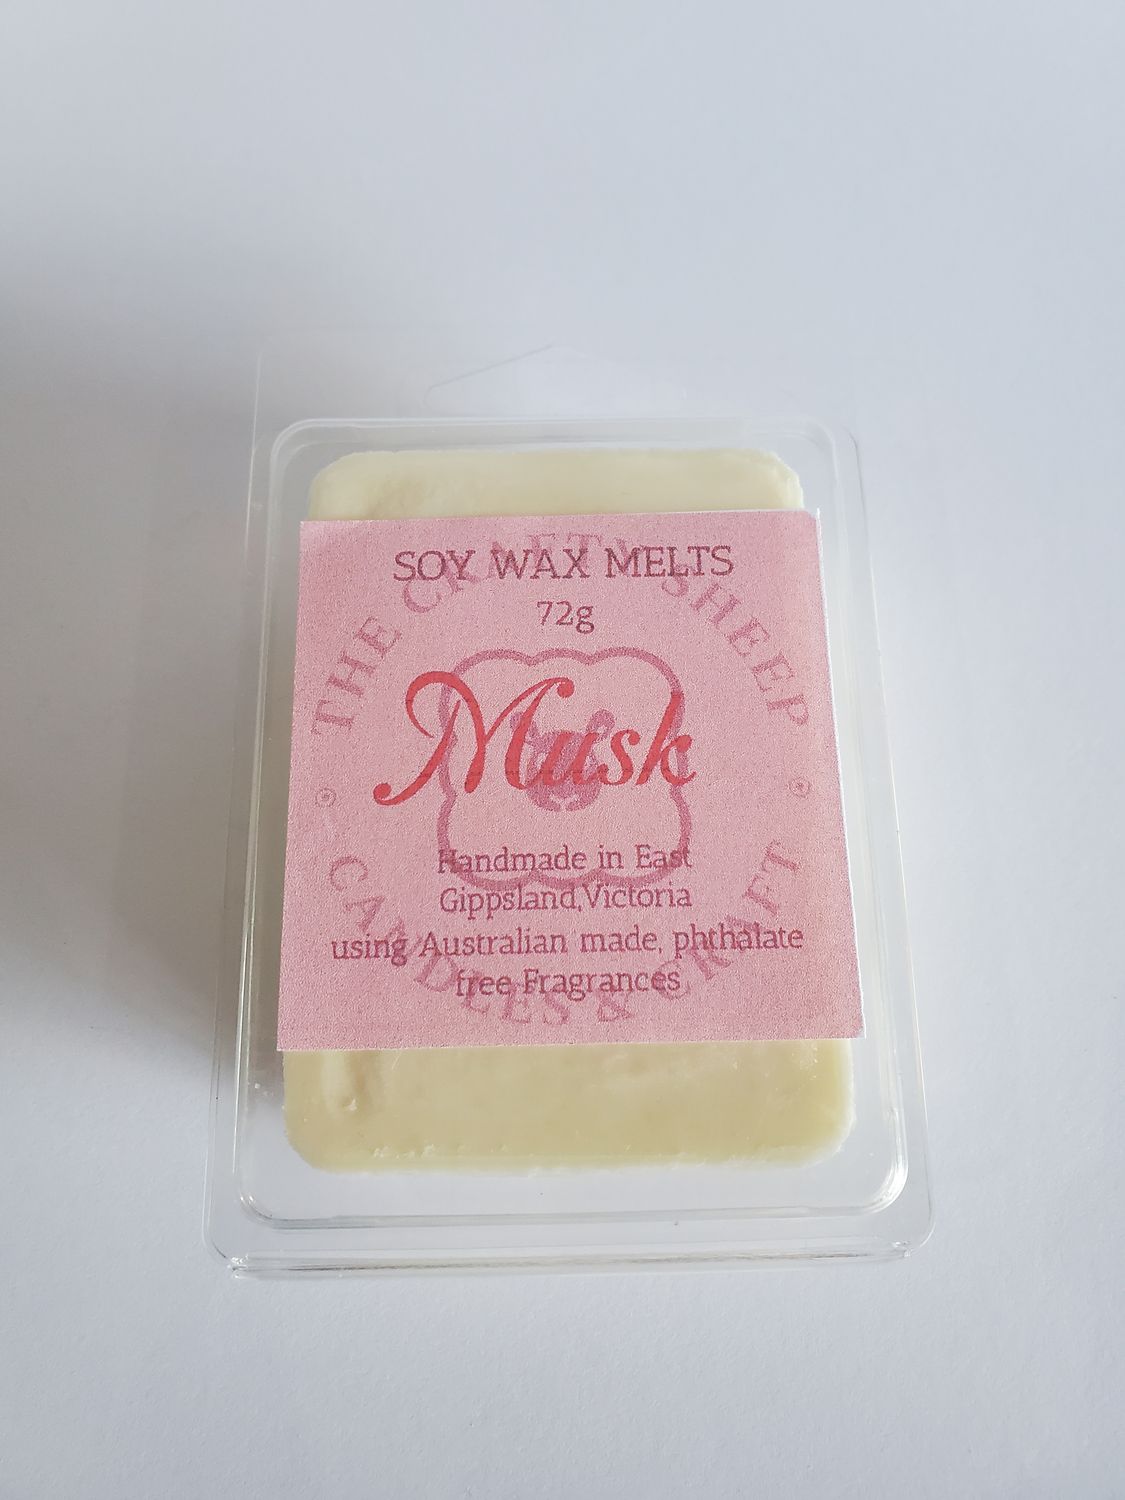 SOY WAX MELTS
72g
Musk
Handmade in East
Gippsland,Victoria
using Australian made, phthalate
free Fragrances
THE CRAFTY SHEEP
CANDLES & CRAFT